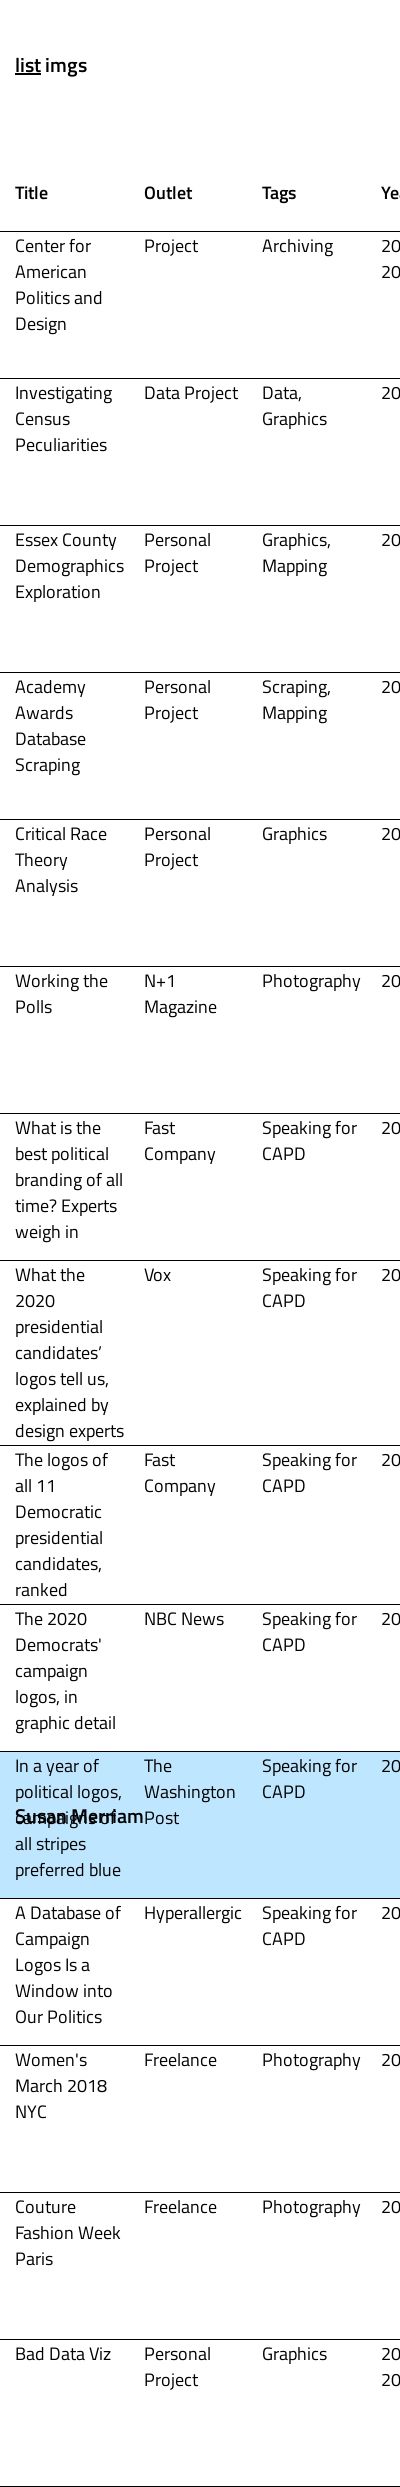 list imgs
Title Outlet Tags
Center for Project Archiving 20
American 20
Politics and
Design
Investigating Data Project Data, 20
Census Graphics
Peculiarities
Essex County Personal Graphics, 20
Demographics Project Mapping
Exploration
Academy Personal Scraping, 20
Awards Project Mapping
Database
Scraping
Critical Race Personal Graphics 20
Theory Project
Analysis
Working the N+1 Photography 20
Polls Magazine
What is the Fast Speaking for 20
best political Company CAPD
branding of all
time? Experts
weigh in
What the Vox Speaking for 20
2020 CAPD
presidential
candidates’
logos tell us,
explained by
design experts
The logos of Fast Speaking for 20
all 11 Company CAPD
Democratic
presidential
candidates,
ranked
The 2020 NBC News Speaking for 20
Democrats' CAPD
campaign
logos, in
graphic detail
In a year of The Speaking for 20
political logos, Washington CAPD
campaigns of Post
Susan Merriam
all stripes
preferred blue
A Database of Hyperallergic Speaking for 20
Campaign CAPD
Logos Is a
Window into
Our Politics
Women's Freelance Photography 20
March 2018
NYC
Couture Freelance Photography 20
Fashion Week
Paris
Bad Data Viz Personal Graphics 20
Project 20